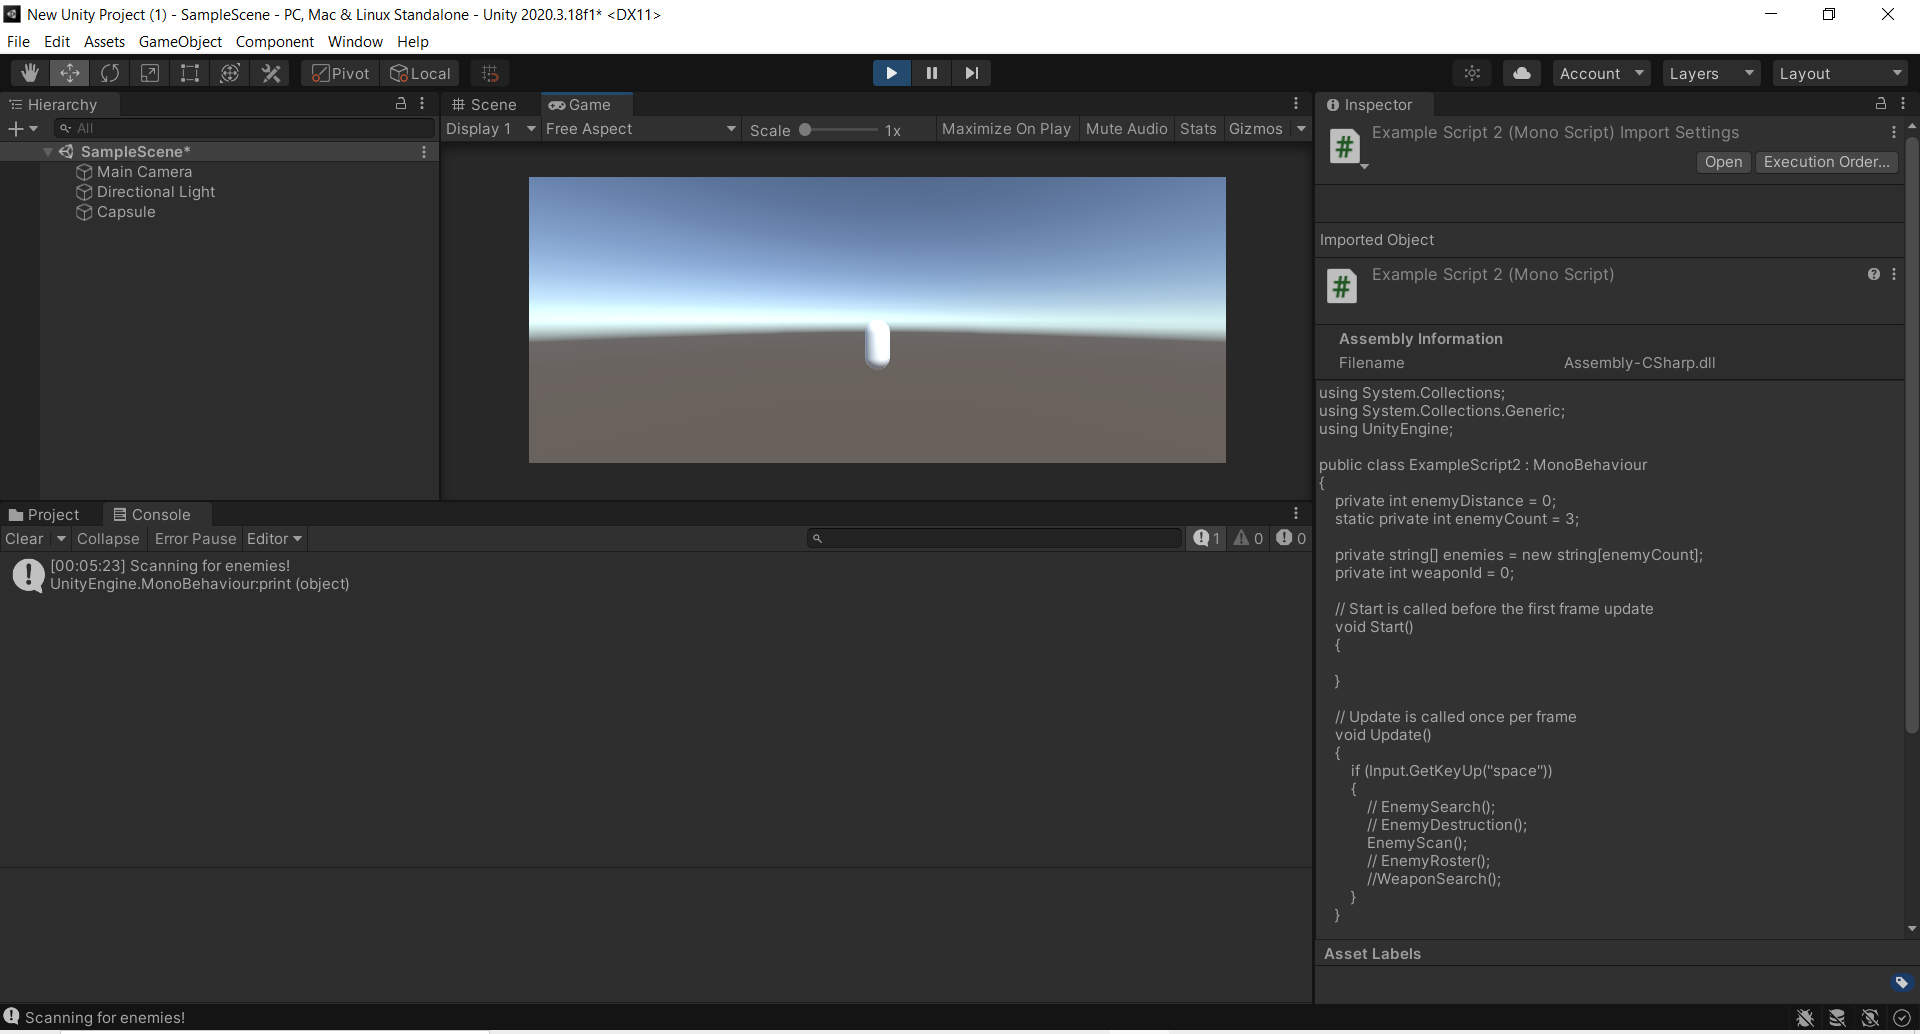 New Unity Project (1) - SampleScene - PC, Mac & Linux Standalone - Unity 2020.3.18f1* <DX11>
File Edit Assets GameObject Component Window Help
Pivot Local Account Layers Layout
Hierarchy
All
SampleScene*
Main Camera
Directional Light
Capsule
Scene Game
Display 1 Free Aspect Scale 1x Maximize On Play Mute Audio Stats Gizmos
Project Console
Clear Collapse Error Pause Editor 1 0 0
[00:05:23] Scanning for enemies!
UnityEngine.MonoBehaviour:print (object)
Inspector
Example Script 2 (Mono Script) Import Settings
Open Execution Order...
Imported Object
Example Script 2 (Mono Script)
Assembly Information
Filename Assembly-CSharp.dll
using System.Collections;
using System.Collections.Generic;
using UnityEngine;
public class ExampleScript2 : MonoBehaviour
{
private int enemyDistance = 0;
static private int enemyCount = 3;
private string[] enemies = new string[enemyCount];
private int weaponId = 0;
// Start is called before the first frame update
void Start()
{
}
// Update is called once per frame
void Update()
{
if (Input.GetKeyUp("space"))
{
// EnemySearch();
// EnemyDestruction();
EnemyScan();
// EnemyRoster();
//WeaponSearch();
}
}
Asset Labels
Scanning for enemies!